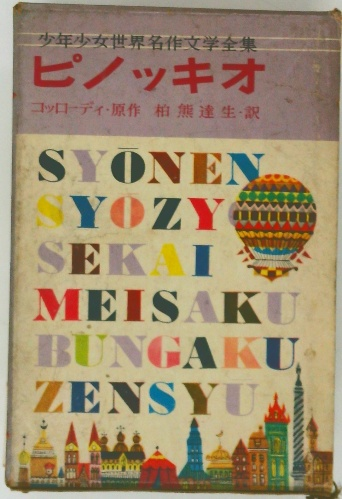 少年少女世界名作文学全集
ピノッキオ
コッローディ・原作 柏熊達生・訳
SYŌNEN
SYŌZYO
SEKAI
MEISAKU
BUNGAKU
ZENSYU